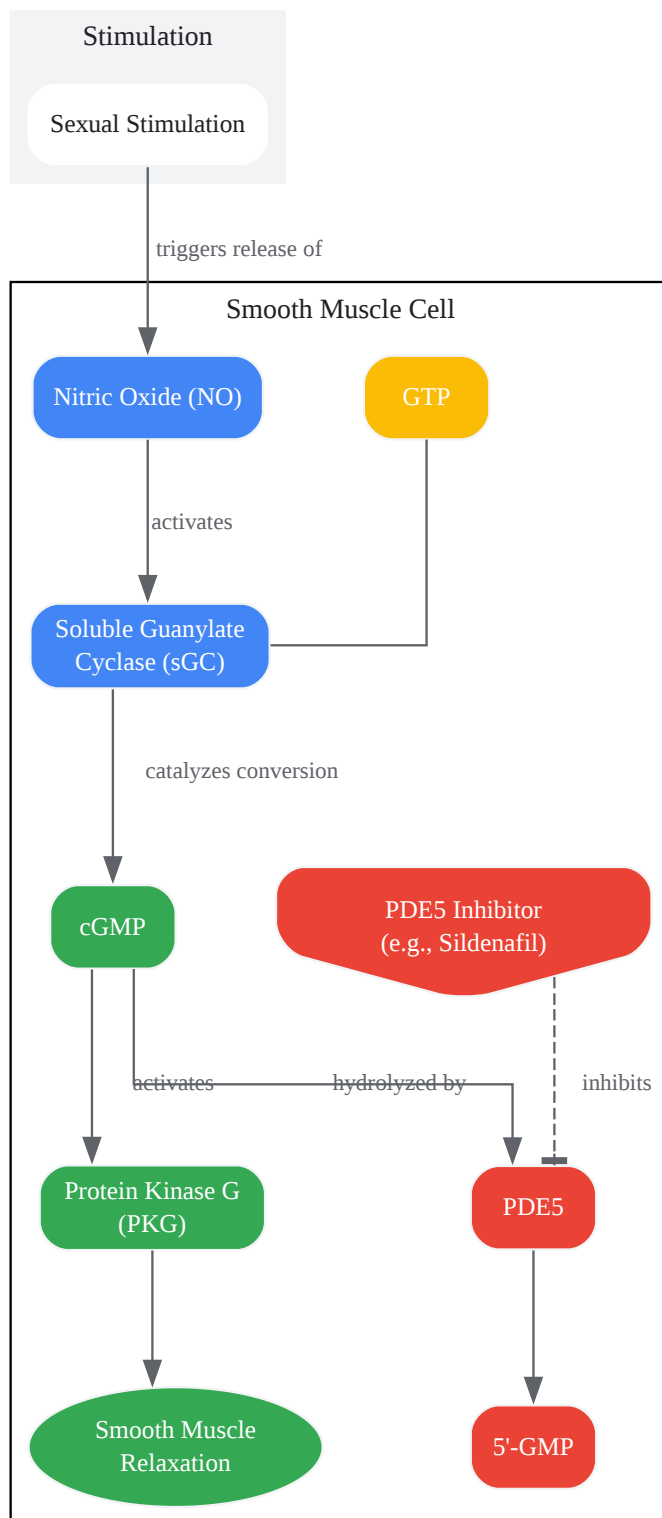 Stimulation
Sexual Stimulation
triggers release of
Smooth Muscle Cell
Nitric Oxide (NO)
GTP
activates
Soluble Guanylate
Cyclase (sGC)
catalyzes conversion
cGMP
PDE5 Inhibitor
(e.g., Sildenafil)
activates
hydrolyzed by
inhibits
Protein Kinase G
(PKG)
PDE5
Smooth Muscle
Relaxation
5'-GMP